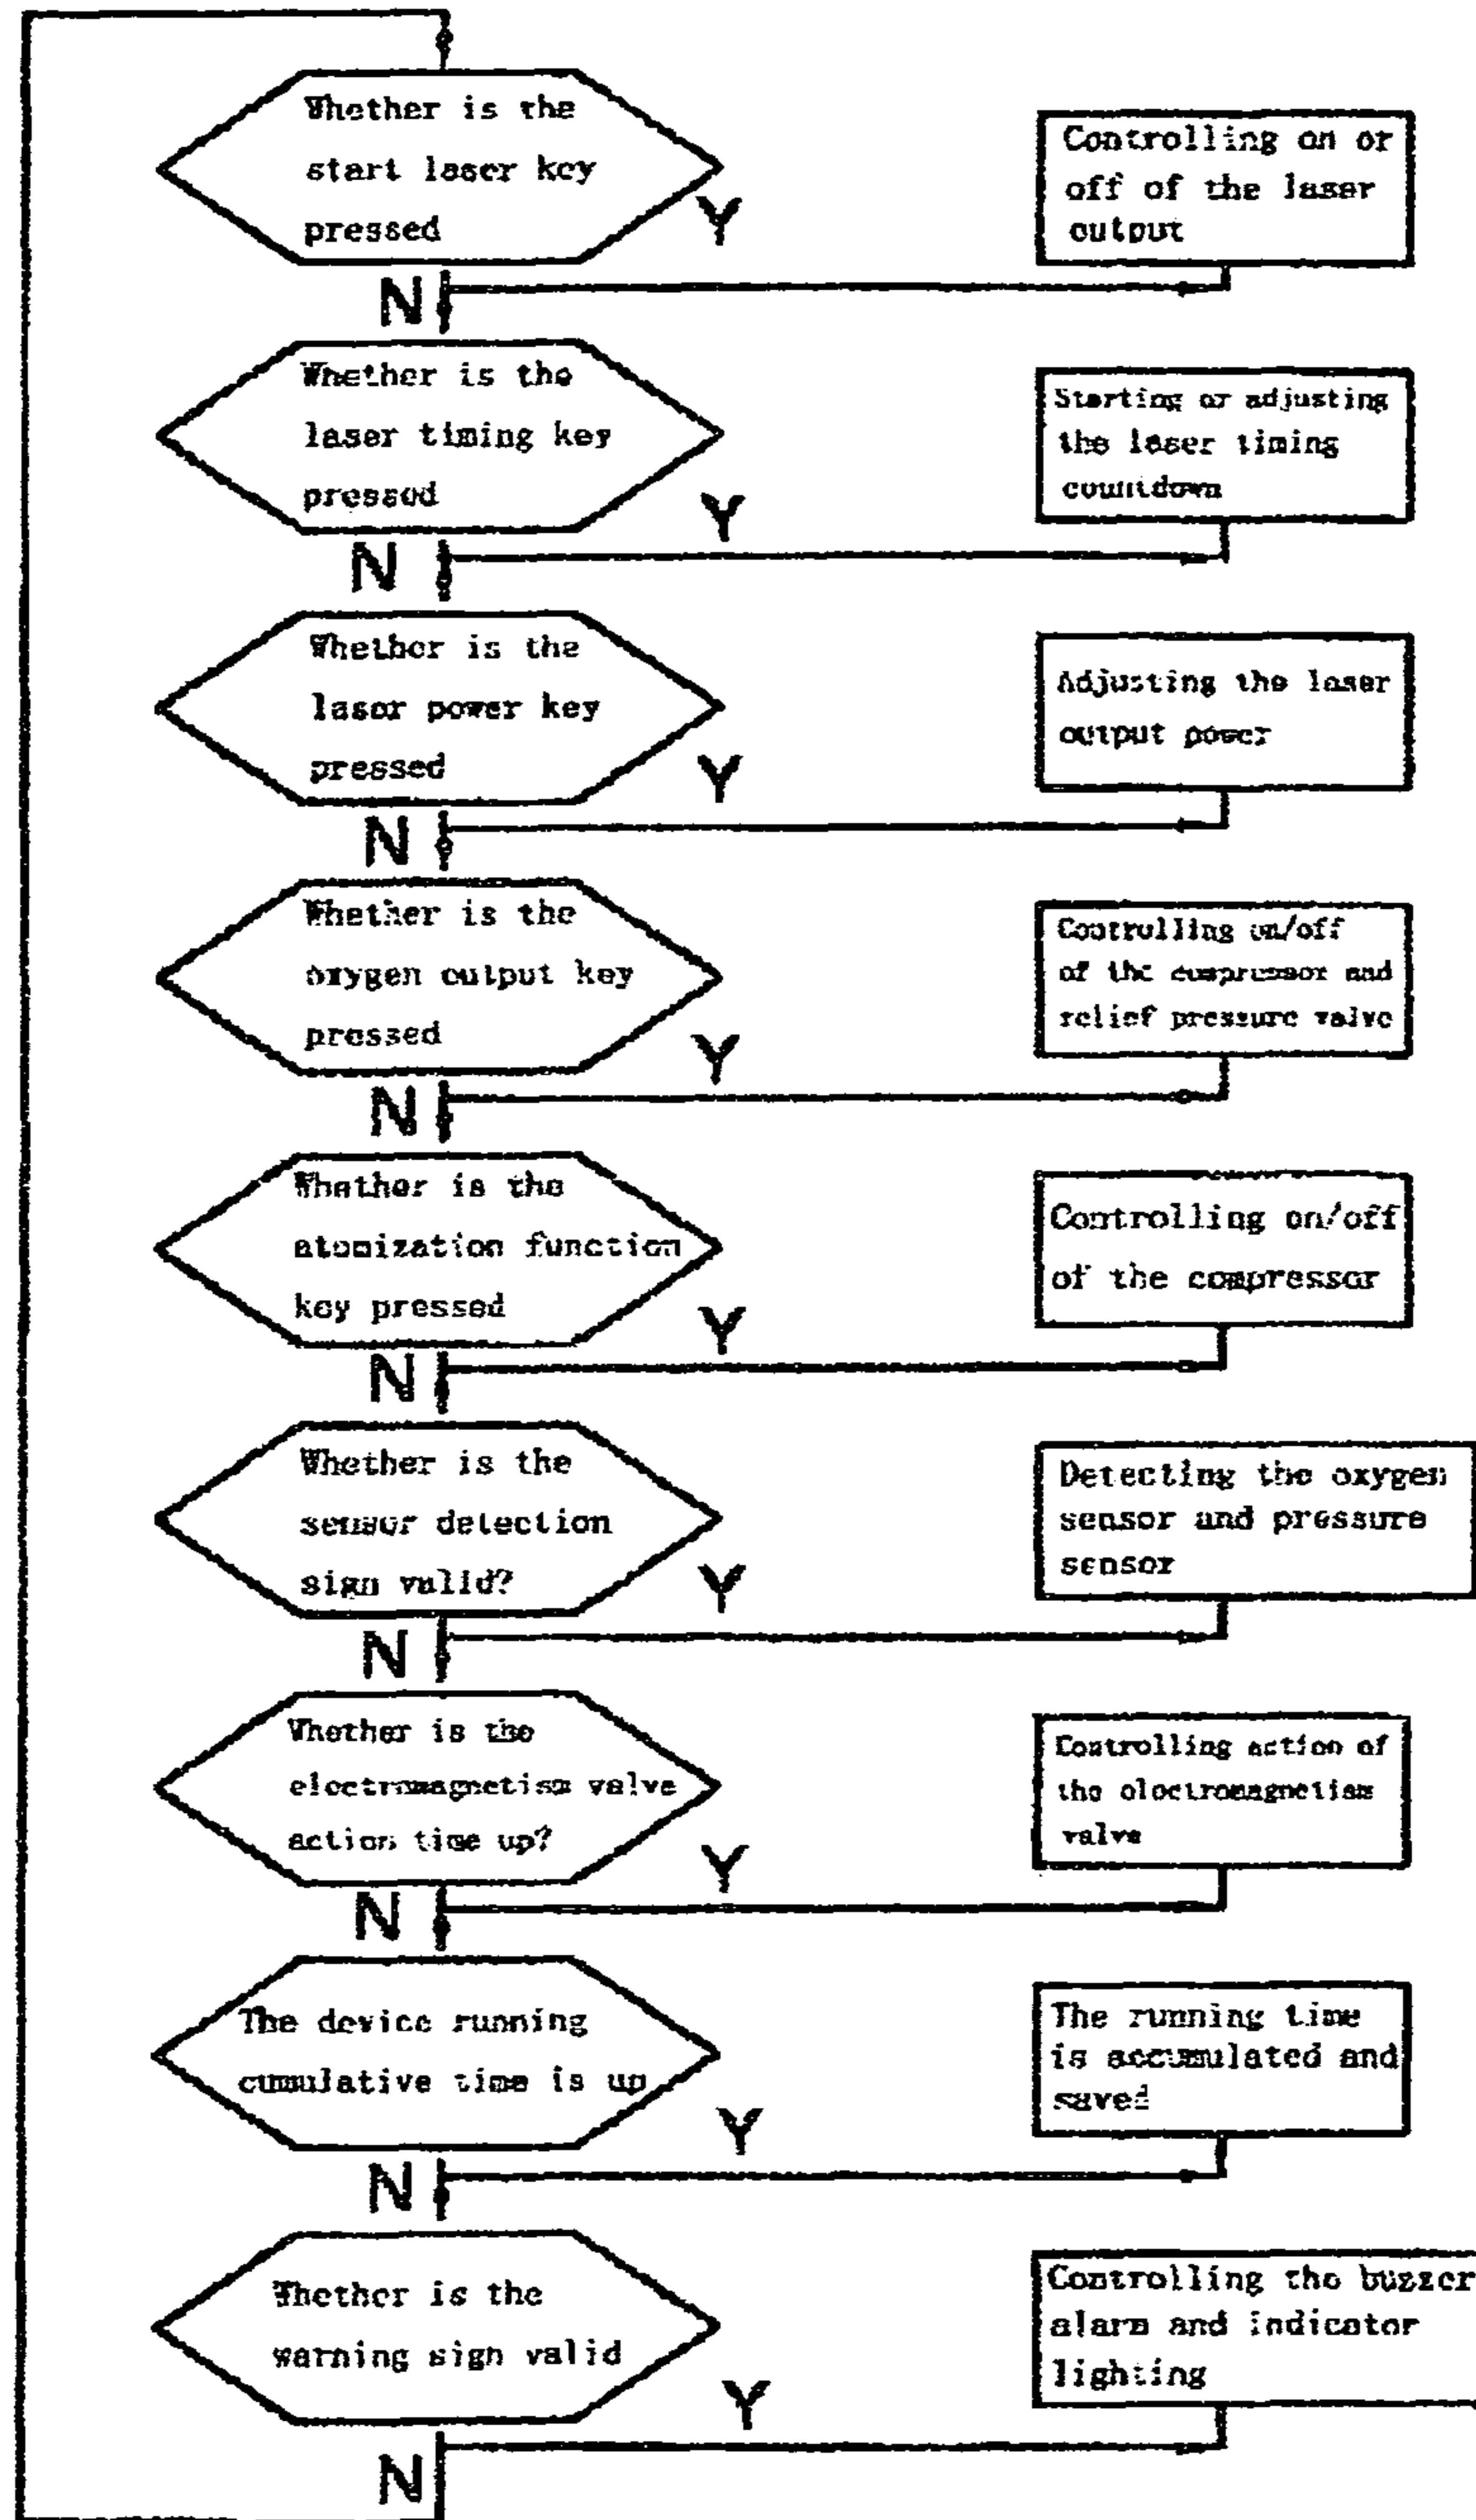 Whether is the
start laser key
pressed
Y
Controlling on or
off of the laser
output
N
Whether is the
laser timing key
pressed
Y
Starting or adjusting
the laser timing
countdown
N
Whether is the
laser power key
pressed
Y
Adjusting the laser
output power
N
Whether is the
oxygen output key
pressed
Y
Controlling on/off
of the compressor and
relief pressure valve
N
Whether is the
atomization function
key pressed
Y
Controlling on/off
of the compressor
N
Whether is the
sensor detection
sign valid?
Y
Detecting the oxygen
sensor and pressure
sensor
N
Whether is the
electromagnetism valve
action time up?
Y
Controlling action of
the electromagnetism
valve
N
The device running
cumulative time is up
Y
The running time
is accumulated and
saved
N
Whether is the
warning sign valid
Y
Controlling the buzzer
alarm and indicator
lighting
N